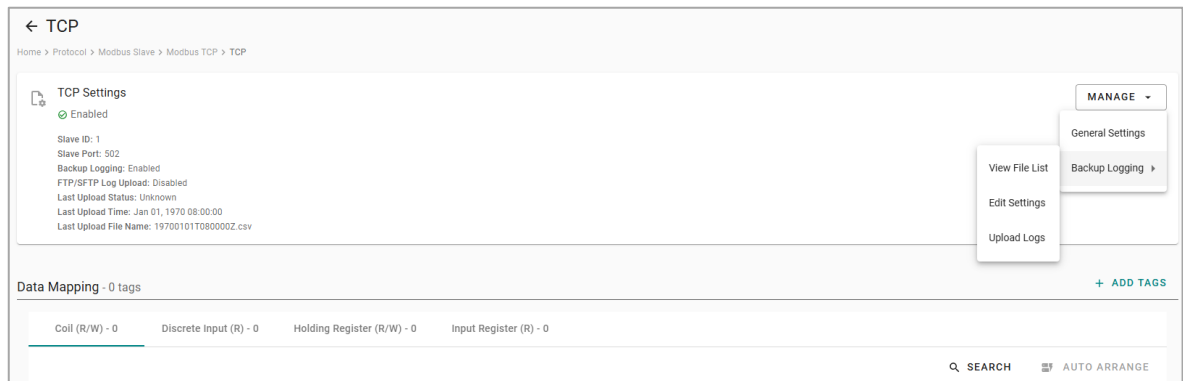 TCP
Home > Protocol > Modbus Slave > Modbus TCP > TCP
TCP Settings
Enabled
Slave ID: 1
Slave Port: 502
Backup Logging: Enabled
FTP/SFTP Log Upload: Disabled
Last Upload Status: Unknown
Last Upload Time: Jan 01, 1970 08:00:00
Last Upload File Name: 19700101T080000Z.csv
MANAGE
General Settings
Backup Logging
View File List
Edit Settings
Upload Logs
Data Mapping - 0 tags
+ ADD TAGS
Coil (R/W) - 0 Discrete Input (R) - 0 Holding Register (R/W) - 0 Input Register (R) - 0
SEARCH AUTO ARRANGE